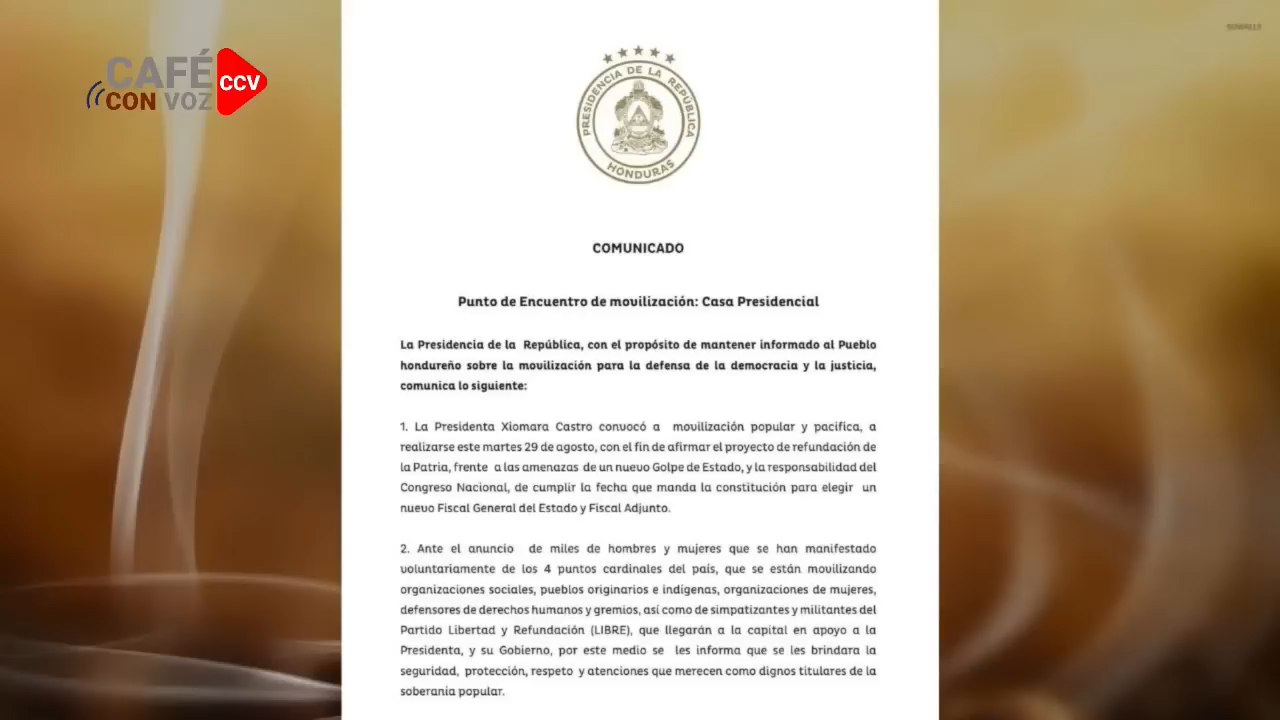 CAFÉ
CON VOZ
CCV
PRESIDENCIA DE LA REPÚBLICA
HONDURAS
COMUNICADO
Punto de Encuentro de movilización: Casa Presidencial
La Presidencia de la República, con el propósito de mantener informado al Pueblo
hondureño sobre la movilización para la defensa de la democracia y la justicia,
comunica lo siguiente:
1. La Presidenta Xiomara Castro convocó a movilización popular y pacifica, a
realizarse este martes 29 de agosto, con el fin de afirmar el proyecto de refundación de
la Patria, frente a las amenazas de un nuevo Golpe de Estado, y la responsabilidad del
Congreso Nacional, de cumplir la fecha que manda la constitución para elegir un
nuevo Fiscal General del Estado y Fiscal Adjunto.
2. Ante el anuncio de miles de hombres y mujeres que se han manifestado
voluntariamente de los 4 puntos cardinales del país, que se están movilizando
organizaciones sociales, pueblos originarios e indígenas, organizaciones de mujeres,
defensores de derechos humanos y gremios, así como de simpatizantes y militantes del
Partido Libertad y Refundación (LIBRE), que llegarán a la capital en apoyo a la
Presidenta, y su Gobierno, por este medio se les informa que se les brindara la
seguridad, protección, respeto y atenciones que merecen como dignos titulares de la
soberania popular.